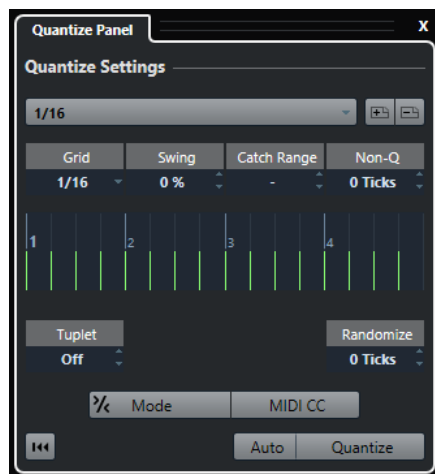 Quantize Panel X
Quantize Settings
1/16
Grid Swing Catch Range Non-Q
1/16 0 % - 0 Ticks
1 2 3 4
Tuplet Randomize
Off 0 Ticks
Mode MIDI CC
Auto Quantize